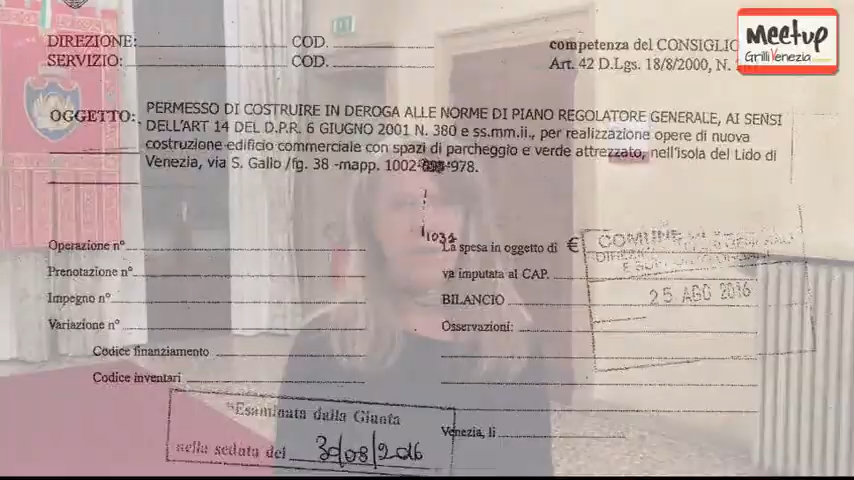 meetup
GrilliVenezia
DIREZIONE: COD.
SERVIZIO: COD.
competenza del CONSIGLIO
Art. 42 D.Lgs. 18/8/2000, N.
OGGETTO: PERMESSO DI COSTRUIRE IN DEROGA ALLE NORME DI PIANO REGOLATORE GENERALE, AI SENSI
DELL'ART 14 DEL D.P.R. 6 GIUGNO 2001 N. 380 e ss.mm.ii., per realizzazione opere di nuova
costruzione edificio commerciale con spazi di parcheggio e verde attrezzato, nell'isola del Lido di
Venezia, via S. Gallo /fg. 38 -mapp. 1002 978.
1031
Operazione n° La spesa in oggetto di €
Prenotazione n° va imputata al CAP.
Impegno n° BILANCIO
Variazione n° Osservazioni:
COMUNE
25 AGO 2016
Codice finanziamento
Codice inventari
Esaminata dalla Giunta
nella seduta del 30/08/2016
Venezia, li